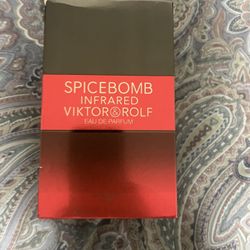 SPICEBOMB
INFRARED
VIKTOR&ROLF
EAU DE PARFUM